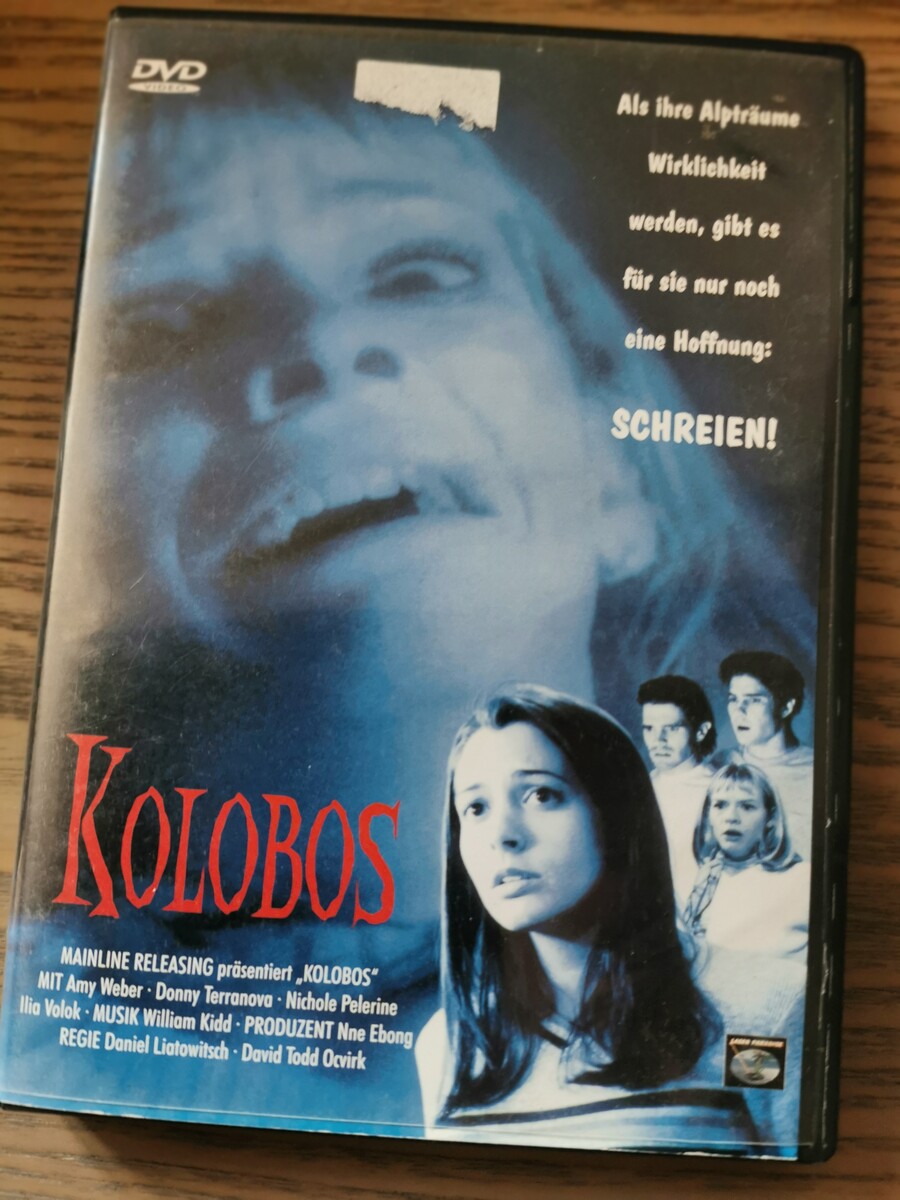 DVD
VIDEO
Als ihre Alpträume
Wirklichkeit
werden, gibt es
für sie nur noch
eine Hoffnung:
SCHREIEN!
KOLOBOS
MAINLINE RELEASING präsentiert „KOLOBOS“
MIT Amy Weber · Donny Terranova · Nichole Pelerine
Ilia Volok · MUSIK William Kidd · PRODUZENT Nne Ebong
REGIE Daniel Liatowitsch · David Todd Ocvirk
LASER PARADISE